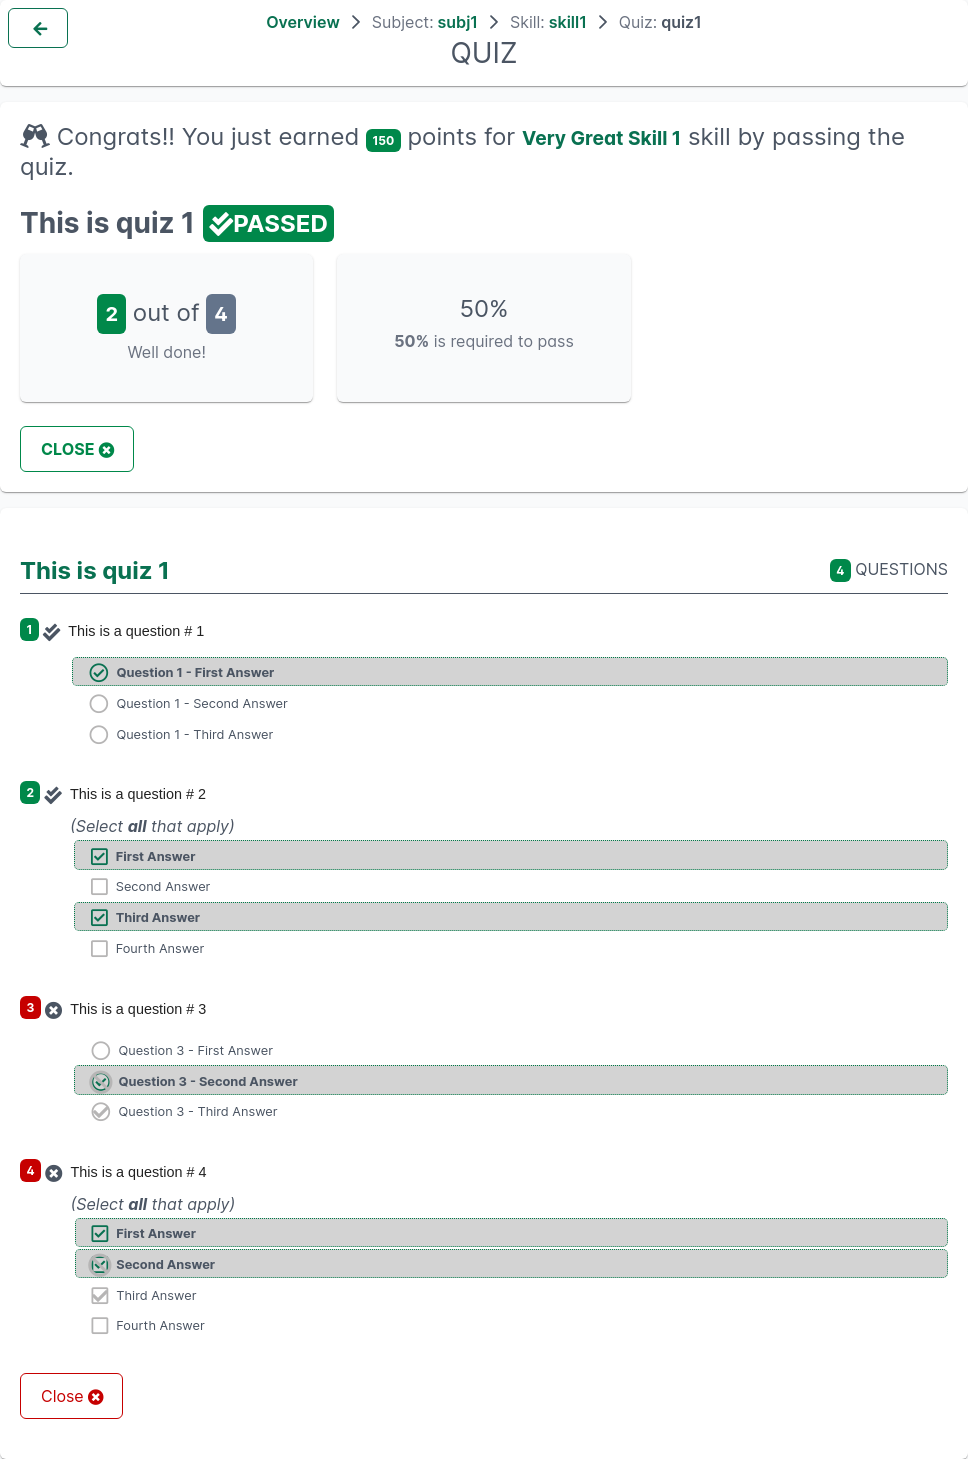 Overview > Subject: subj1 > Skill: skill1 > Quiz: quiz1
QUIZ
Congrats!! You just earned 150 points for Very Great Skill 1 skill by passing the
quiz.
This is quiz 1 PASSED
2 out of 4
Well done!
50%
50% is required to pass
CLOSE
This is quiz 1
4 QUESTIONS
1 This is a question # 1
Question 1 - First Answer
Question 1 - Second Answer
Question 1 - Third Answer
2 This is a question # 2
(Select all that apply)
First Answer
Second Answer
Third Answer
Fourth Answer
3 This is a question # 3
Question 3 - First Answer
Question 3 - Second Answer
Question 3 - Third Answer
4 This is a question # 4
(Select all that apply)
First Answer
Second Answer
Third Answer
Fourth Answer
Close